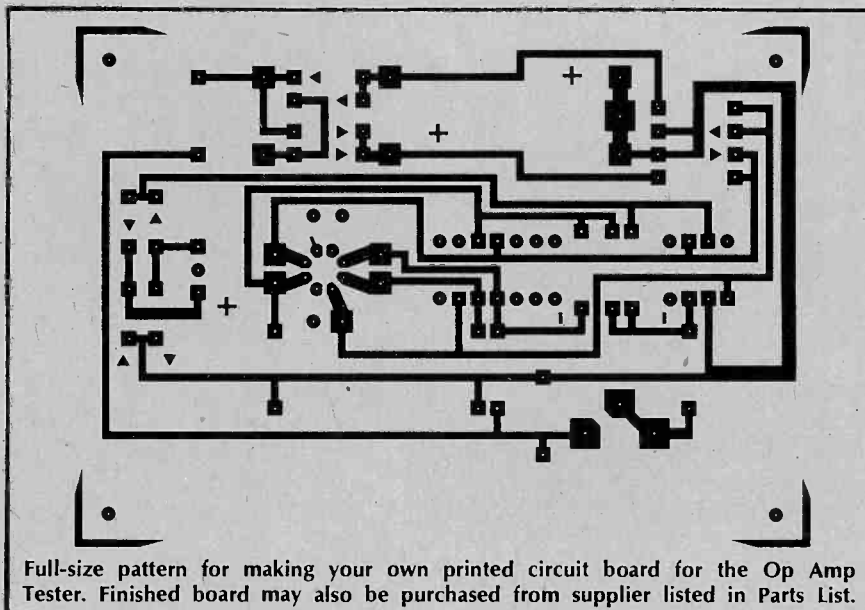 Full-size pattern for making your own printed circuit board for the Op Amp
Tester. Finished board may also be purchased from supplier listed in Parts List.